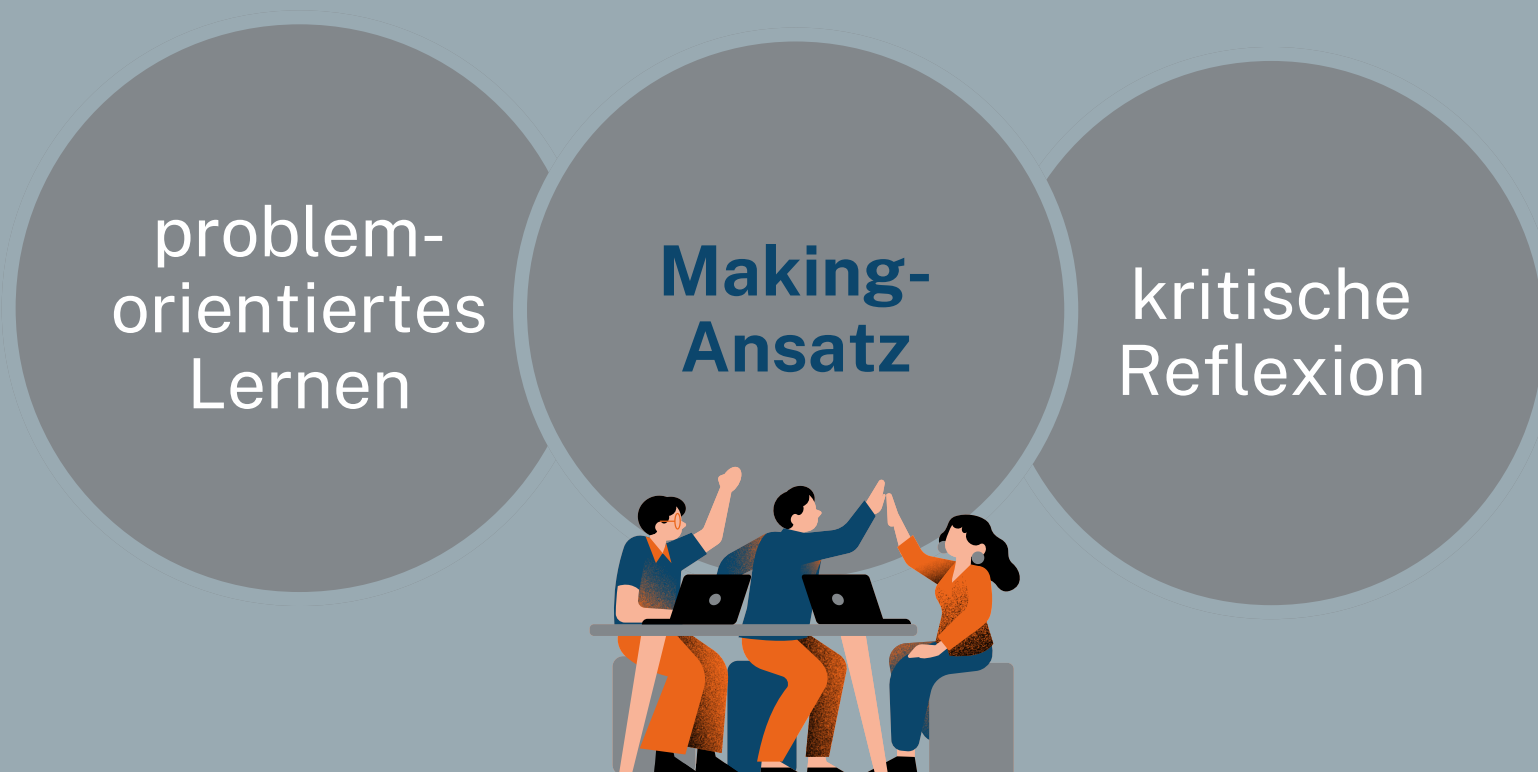 problem-
orientiertes
Lernen
Making-
Ansatz
kritische
Reflexion